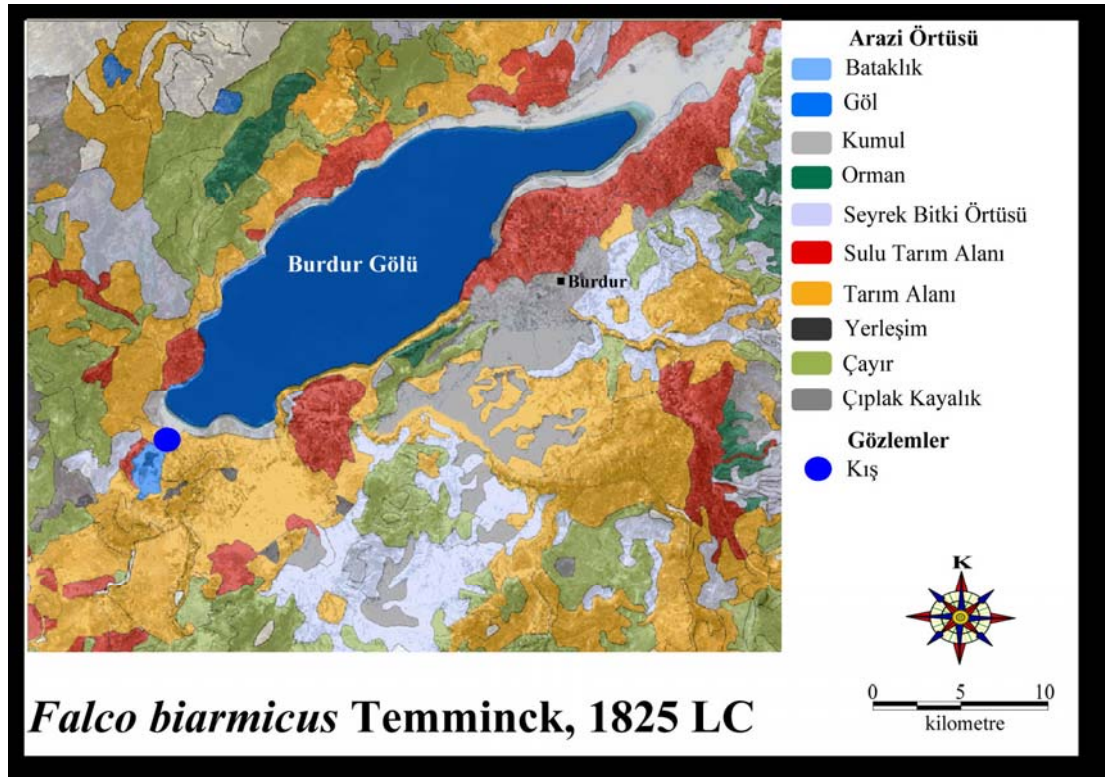 Arazi Örtüsü
Bataklık
Göl
Kumul
Orman
Seyrek Bitki Örtüsü
Sulu Tarım Alanı
Tarım Alanı
Yerleşim
Çayır
Çıplak Kayalık
Gözlemler
Kış
Burdur Gölü
Burdur
K
0 5 10
kilometre
Falco biarmicus Temminck, 1825 LC